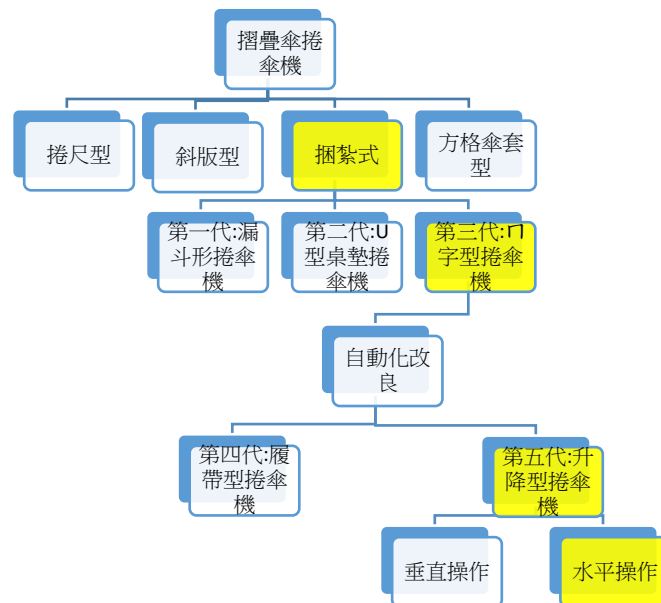 摺疊傘捲
傘機
捲尺型
斜版型
捆紮式
方格傘套
型
第一代:漏
斗形捲傘
機
第二代:U
型桌墊捲
傘機
第三代:ㄇ
字型捲傘
機
自動化改
良
第四代:履
帶型捲傘
機
第五代:升
降型捲傘
機
垂直操作
水平操作